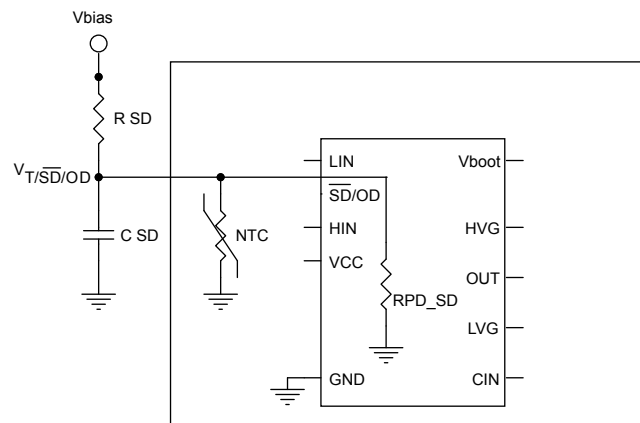 Vbias
R SD
VT/SD/OD
C SD
NTC
LIN
SD/OD
HIN
VCC
RPD_SD
GND
Vboot
HVG
OUT
LVG
CIN